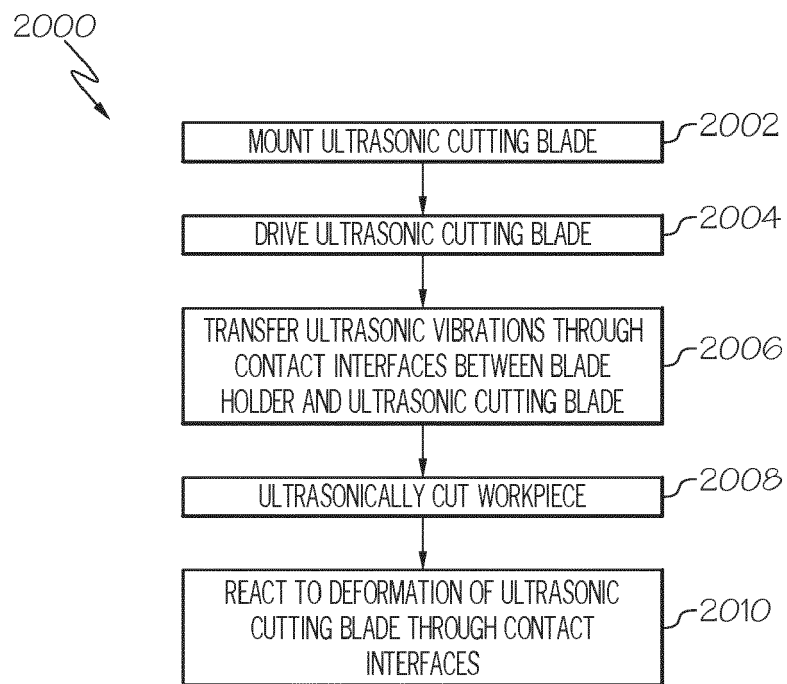 2000
MOUNT ULTRASONIC CUTTING BLADE
2002
DRIVE ULTRASONIC CUTTING BLADE
2004
TRANSFER ULTRASONIC VIBRATIONS THROUGH
CONTACT INTERFACES BETWEEN BLADE
HOLDER AND ULTRASONIC CUTTING BLADE
2006
ULTRASONICALLY CUT WORKPIECE
2008
REACT TO DEFORMATION OF ULTRASONIC
CUTTING BLADE THROUGH CONTACT
INTERFACES
2010